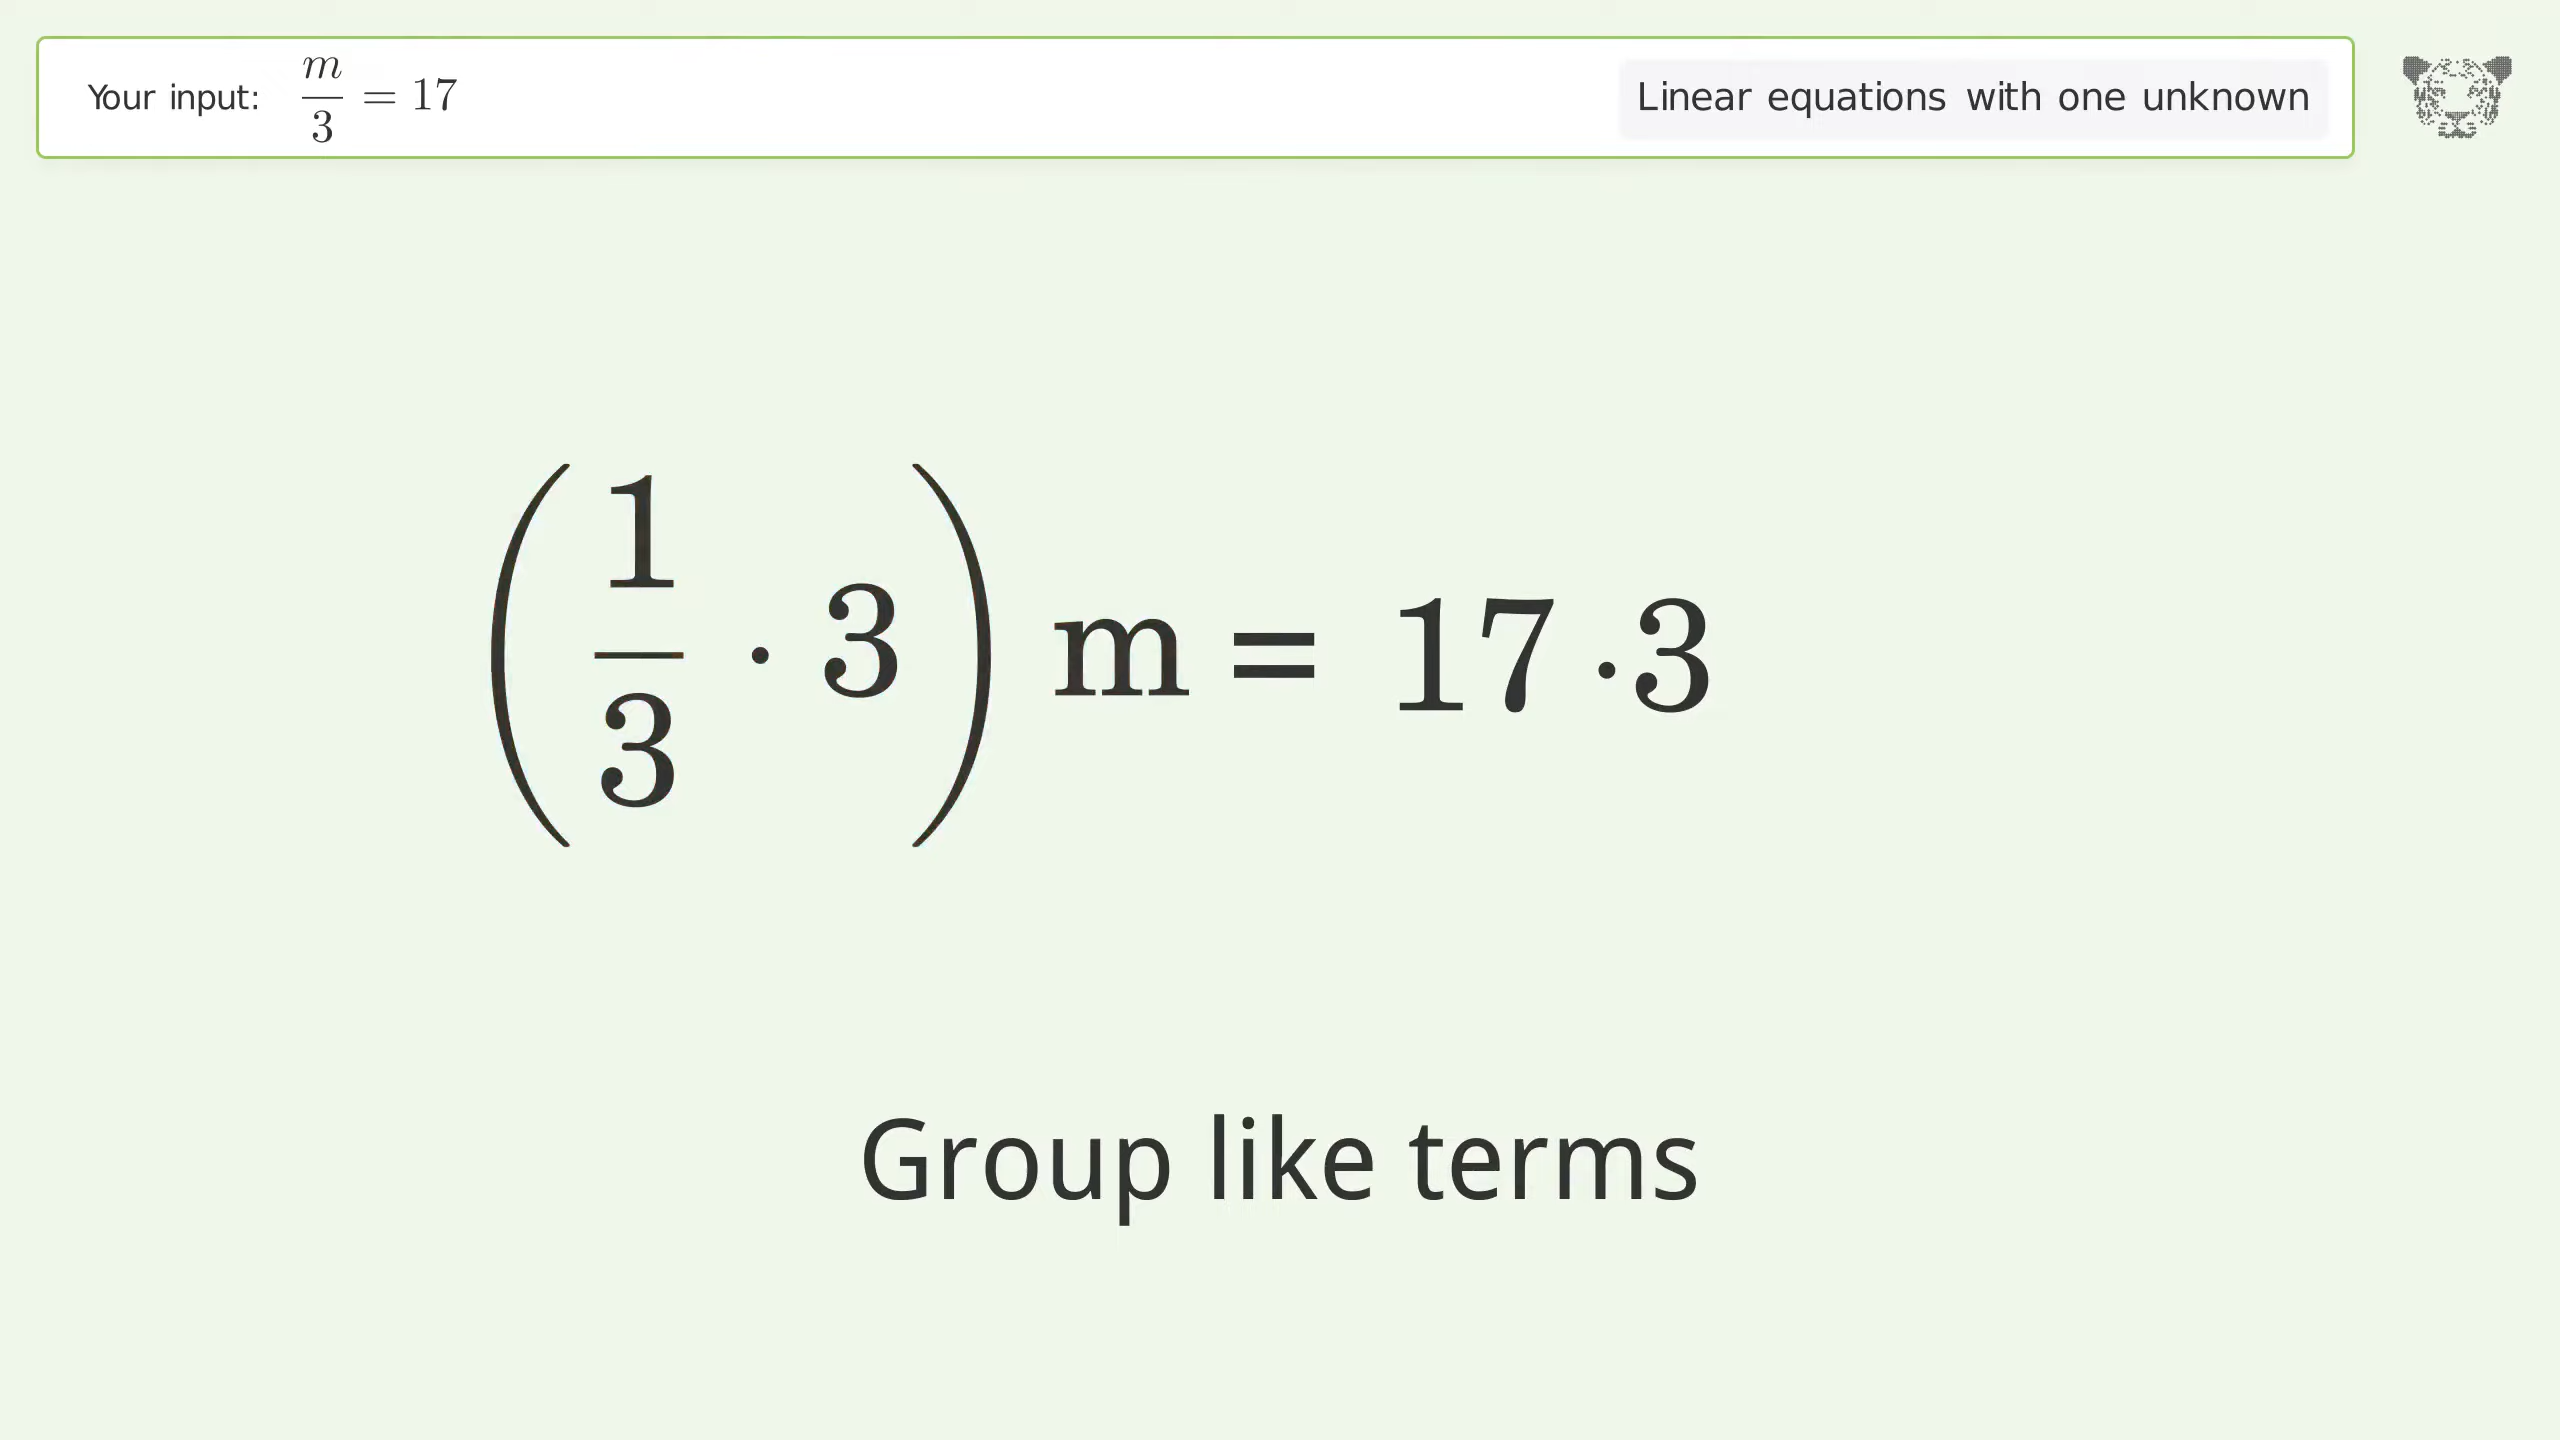 Your input: m/3 = 17
Linear equations with one unknown
(1/3 · 3) m = 17 · 3
Group like terms